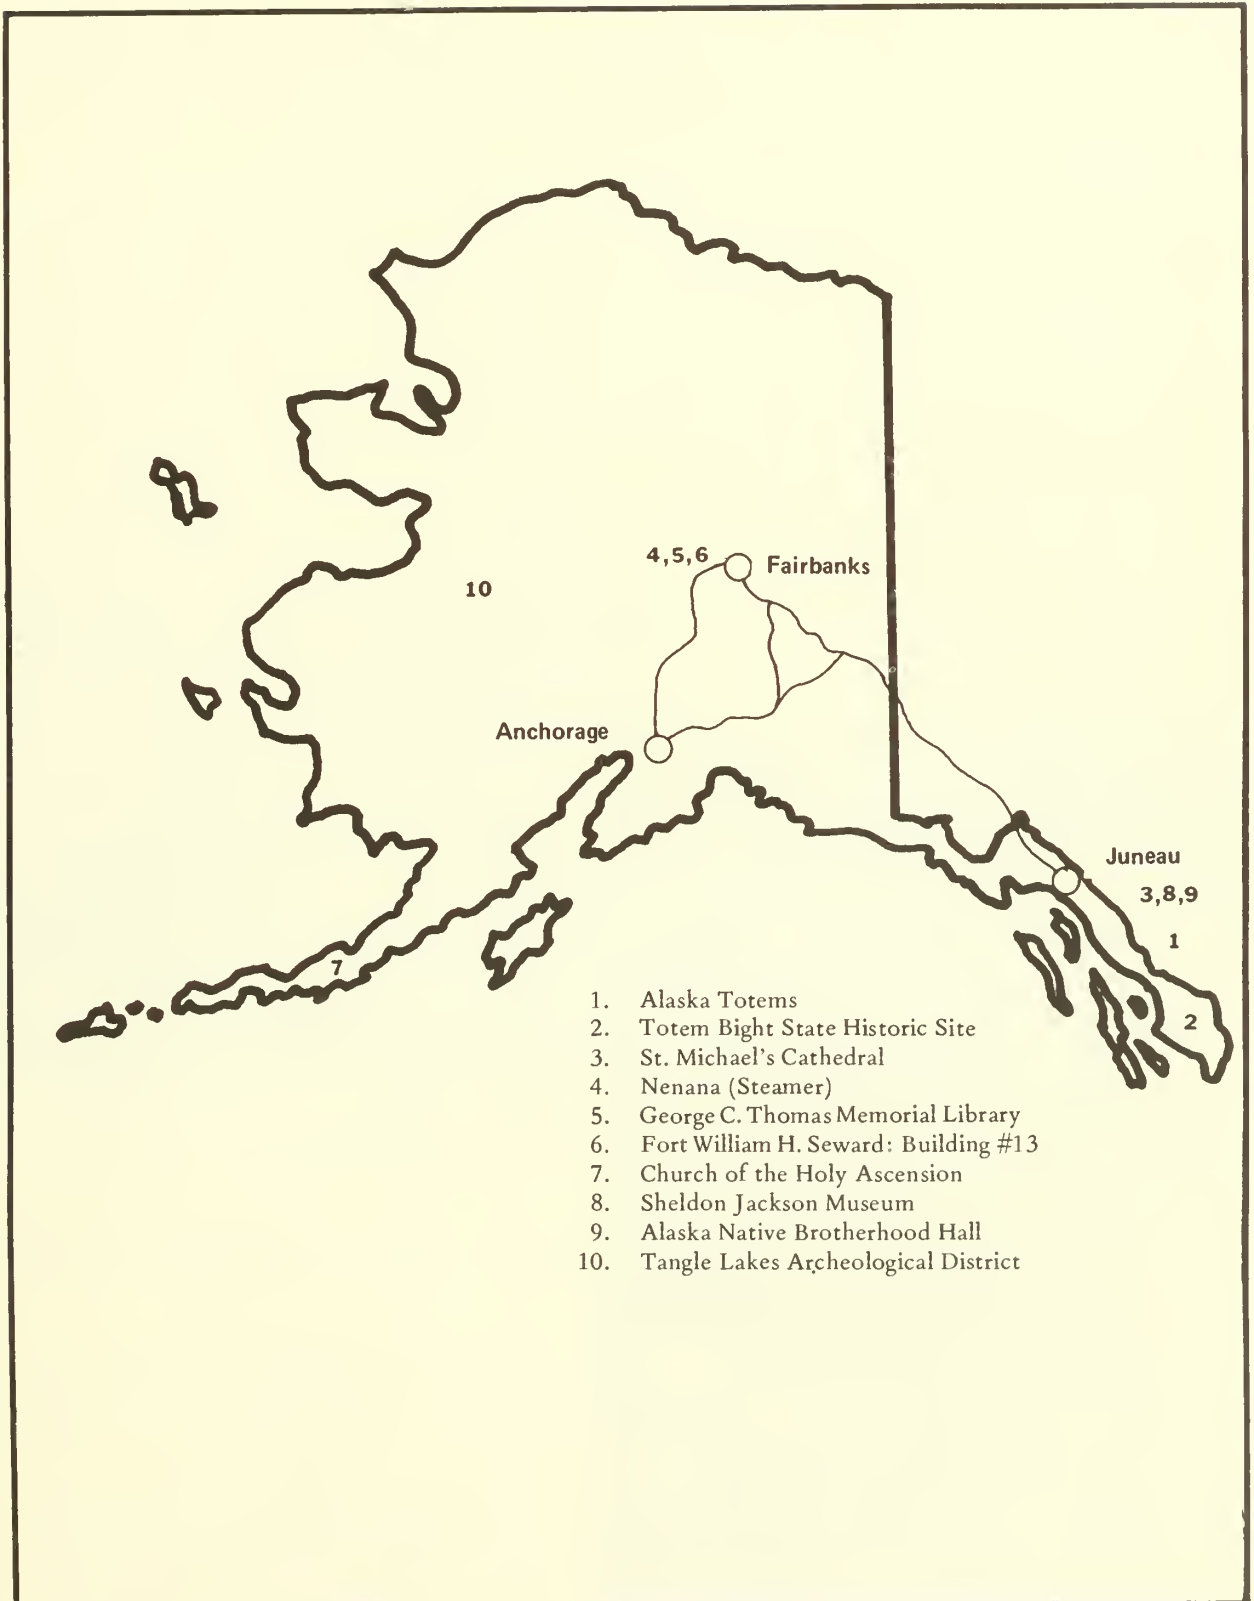 4,5,6
Fairbanks
10
Anchorage
Juneau
3,8,9
1
7
2
1. Alaska Totems
2. Totem Bight State Historic Site
3. St. Michael's Cathedral
4. Nenana (Steamer)
5. George C. Thomas Memorial Library
6. Fort William H. Seward: Building #13
7. Church of the Holy Ascension
8. Sheldon Jackson Museum
9. Alaska Native Brotherhood Hall
10. Tangle Lakes Archeological District